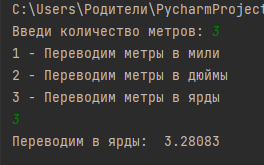 C:\Users\Родители\PycharmProject
Введи количество метров: 3
1 - Переводим метры в мили
2 - Переводим метры в дюймы
3 - Переводим метры в ярды
3
Переводим в ярды:  3.28083